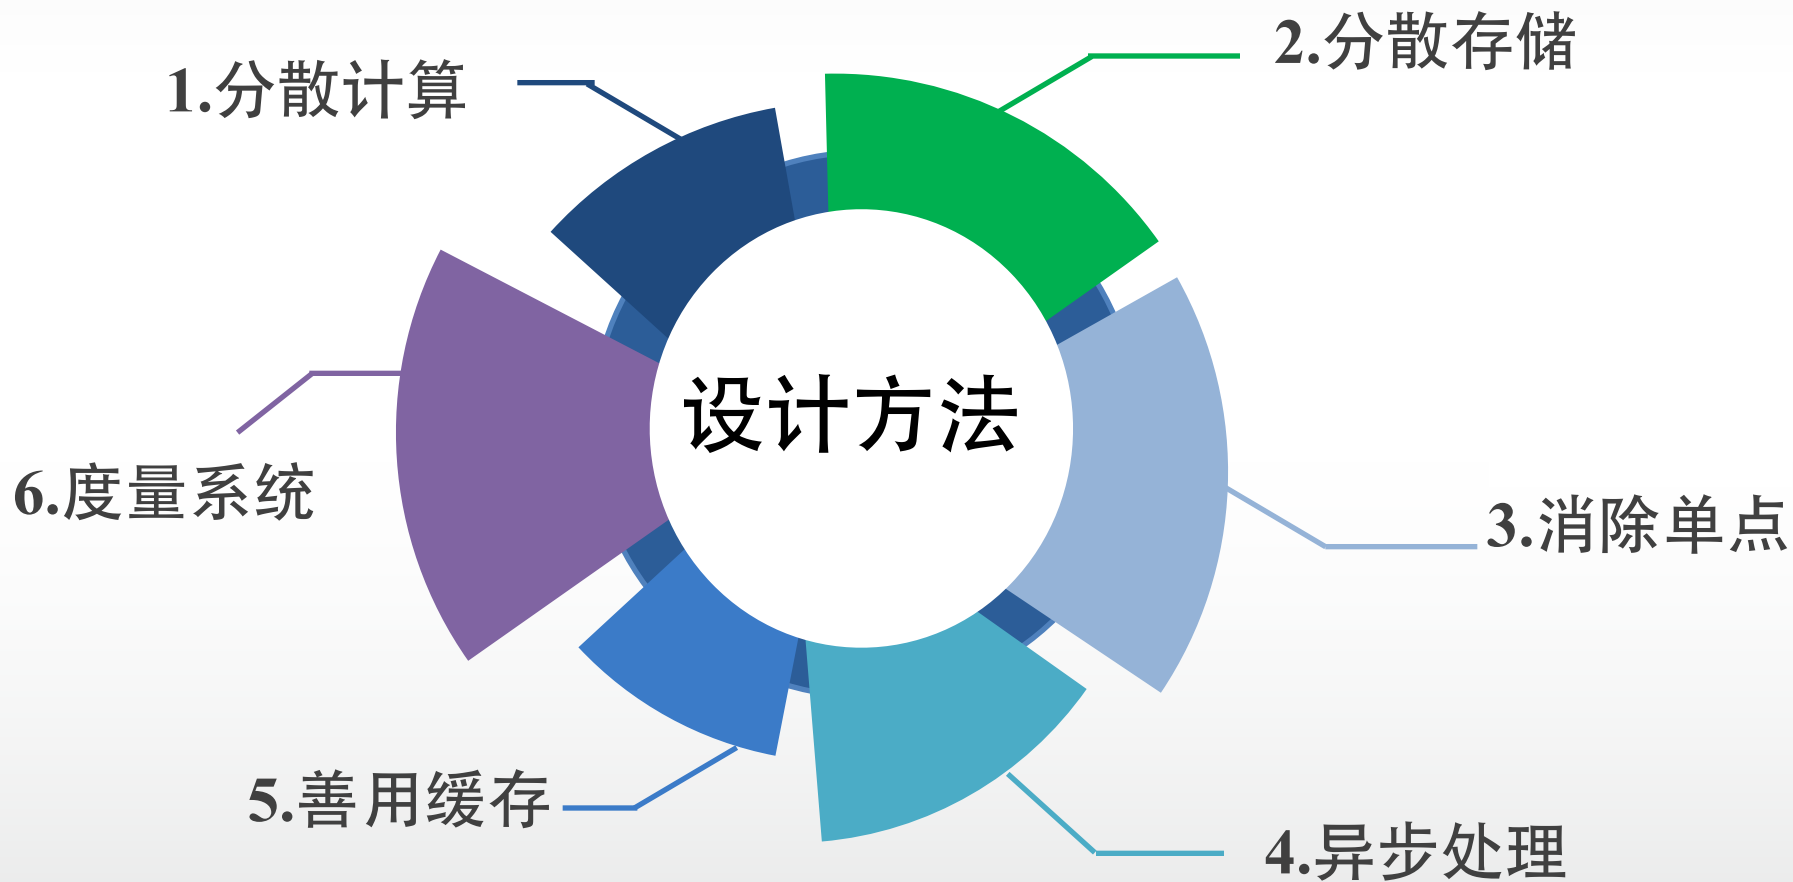 1.分散计算
2.分散存储
设计方法
3.消除单点
4.异步处理
5.善用缓存
6.度量系统